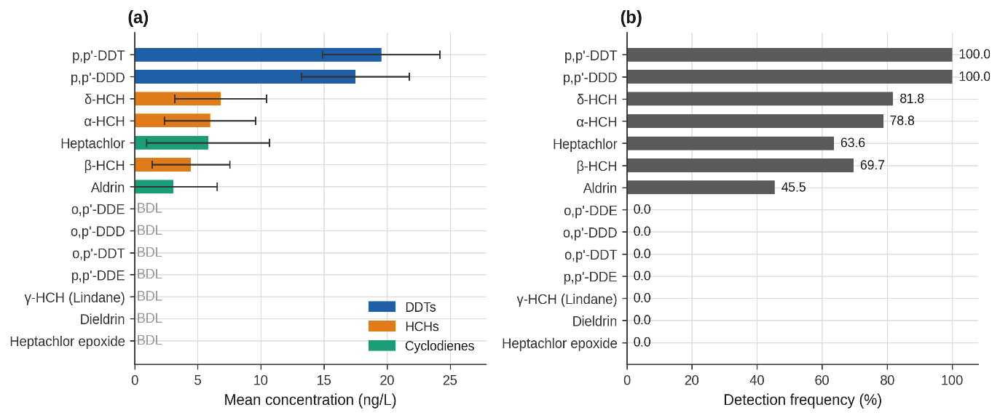 (a)
p,p'-DDT
p,p'-DDD
δ-HCH
α-HCH
Heptachlor
β-HCH
Aldrin
o,p'-DDE BDL
o,p'-DDD BDL
o,p'-DDT BDL
p,p'-DDE BDL
γ-HCH (Lindane) BDL
Dieldrin BDL
Heptachlor epoxide BDL
DDTs
HCHs
Cyclodienes
0 5 10 15 20 25
Mean concentration (ng/L)
(b)
p,p'-DDT 100.0
p,p'-DDD 100.0
δ-HCH 81.8
α-HCH 78.8
Heptachlor 63.6
β-HCH 69.7
Aldrin 45.5
o,p'-DDE 0.0
o,p'-DDD 0.0
o,p'-DDT 0.0
p,p'-DDE 0.0
γ-HCH (Lindane) 0.0
Dieldrin 0.0
Heptachlor epoxide 0.0
0 20 40 60 80 100
Detection frequency (%)